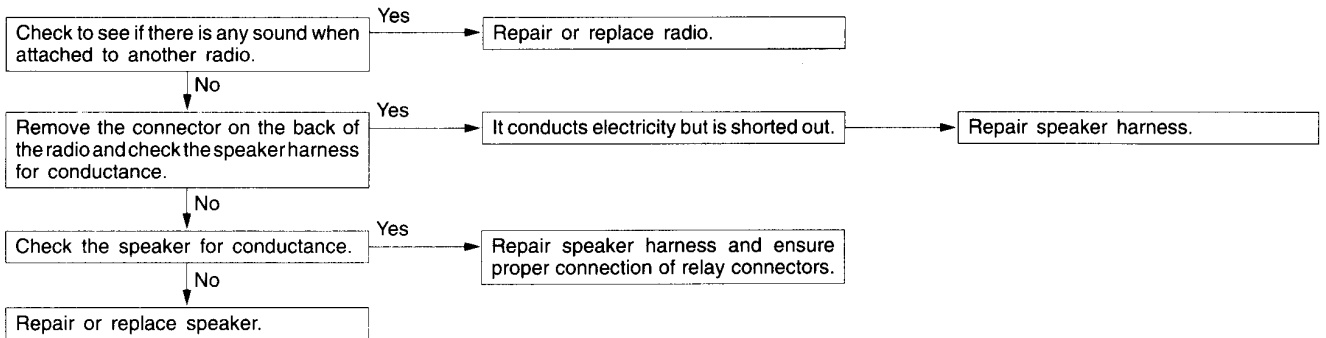 Check to see if there is any sound when
attached to another radio.
Yes
Repair or replace radio.
No
Remove the connector on the back of
the radio and check the speaker harness
for conductance.
Yes
It conducts electricity but is shorted out.
Repair speaker harness.
No
Check the speaker for conductance.
Yes
Repair speaker harness and ensure
proper connection of relay connectors.
No
Repair or replace speaker.